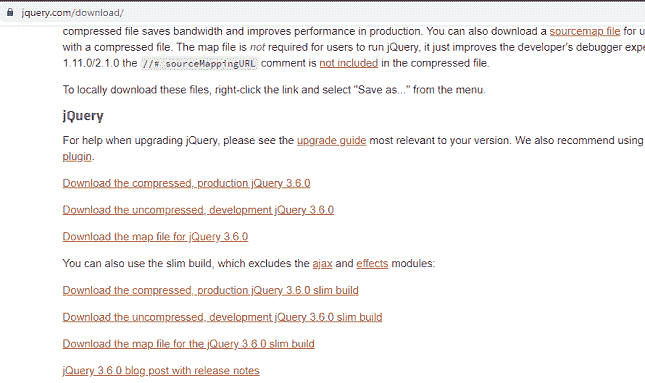 jquery.com/download/
compressed file saves bandwidth and improves performance in production. You can also download a sourcemap file for u
with a compressed file. The map file is not required for users to run jQuery, it just improves the developer's debugger expe
1.11.0/2.1.0 the //# sourceMappingURL comment is not included in the compressed file.
To locally download these files, right-click the link and select "Save as..." from the menu.
jQuery
For help when upgrading jQuery, please see the upgrade guide most relevant to your version. We also recommend using
plugin.
Download the compressed, production jQuery 3.6.0
Download the uncompressed, development jQuery 3.6.0
Download the map file for jQuery 3.6.0
You can also use the slim build, which excludes the ajax and effects modules:
Download the compressed, production jQuery 3.6.0 slim build
Download the uncompressed, development jQuery 3.6.0 slim build
Download the map file for the jQuery 3.6.0 slim build
jQuery 3.6.0 blog post with release notes